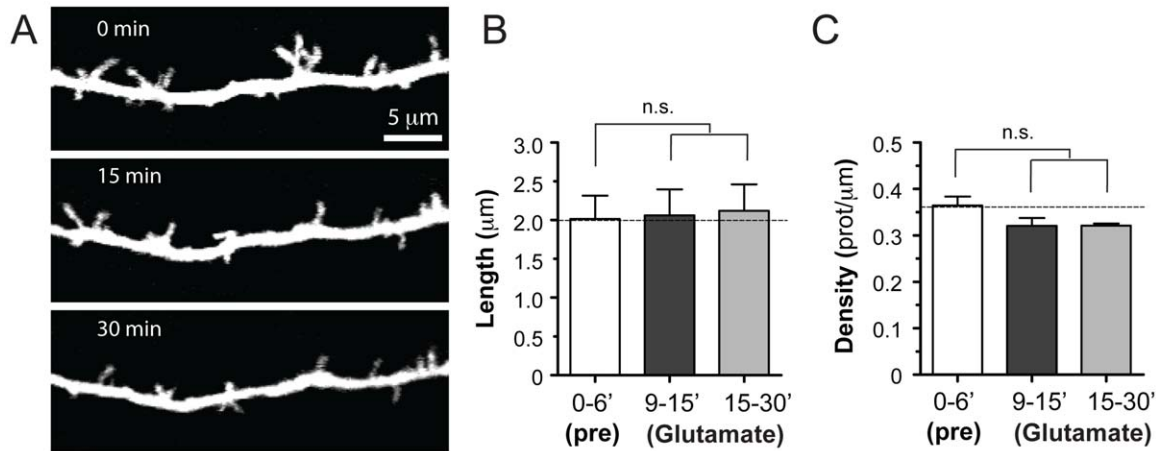 A
0 min
5 μm
15 min
30 min
B
n.s.
Length (μm)
3.0
2.5
2.0
1.5
1.0
0.5
0
0-6’ 9-15’ 15-30’
(pre) (Glutamate)
C
n.s.
Density (prot/μm)
0.5
0.4
0.3
0.2
0.1
0
0-6’ 9-15’ 15-30’
(pre) (Glutamate)